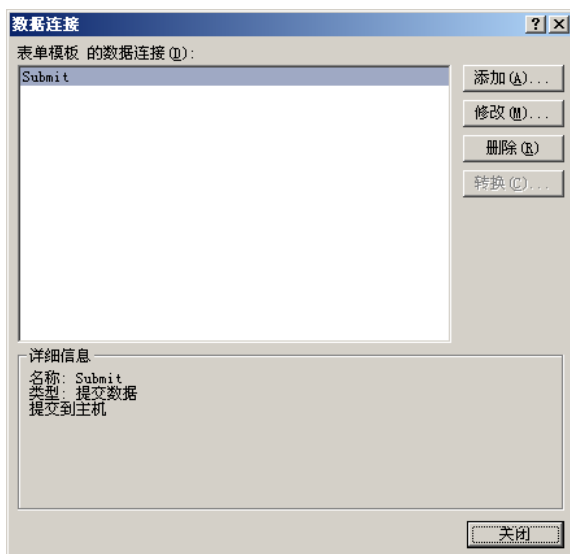 数据连接
表单模板 的数据连接(D):
Submit
添加(A)...
修改(M)...
删除(R)
转换(C)...
详细信息
名称: Submit
类型: 提交数据
提交到主机
关闭